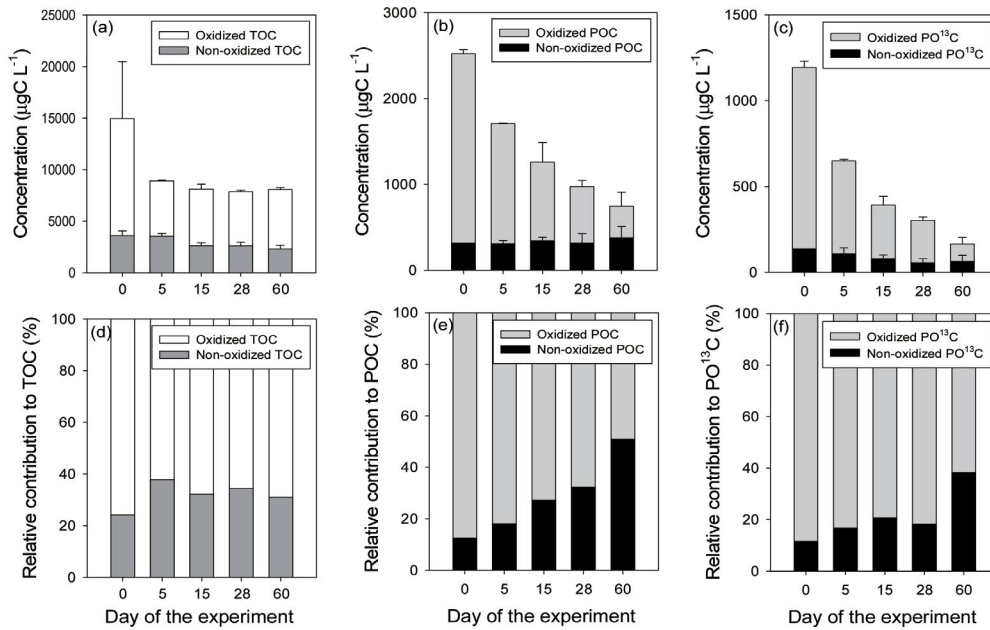 (a)
Oxidized TOC
Non-oxidized TOC
Concentration (µgC L⁻¹)
25000
20000
15000
10000
5000
0
0 5 15 28 60
(b)
Oxidized POC
Non-oxidized POC
Concentration (µgC L⁻¹)
3000
2000
1000
0
0 5 15 28 60
(c)
Oxidized PO¹³C
Non-oxidized PO¹³C
Concentration (µgC L⁻¹)
1500
1000
500
0
0 5 15 28 60
(d)
Oxidized TOC
Non-oxidized TOC
Relative contribution to TOC (%)
100
80
60
40
20
0
0 5 15 28 60
Day of the experiment
(e)
Oxidized POC
Non-oxidized POC
Relative contribution to POC (%)
100
80
60
40
20
0
0 5 15 28 60
Day of the experiment
(f)
Oxidized PO¹³C
Non-oxidized PO¹³C
Relative contribution to PO¹³C (%)
100
80
60
40
20
0
0 5 15 28 60
Day of the experiment